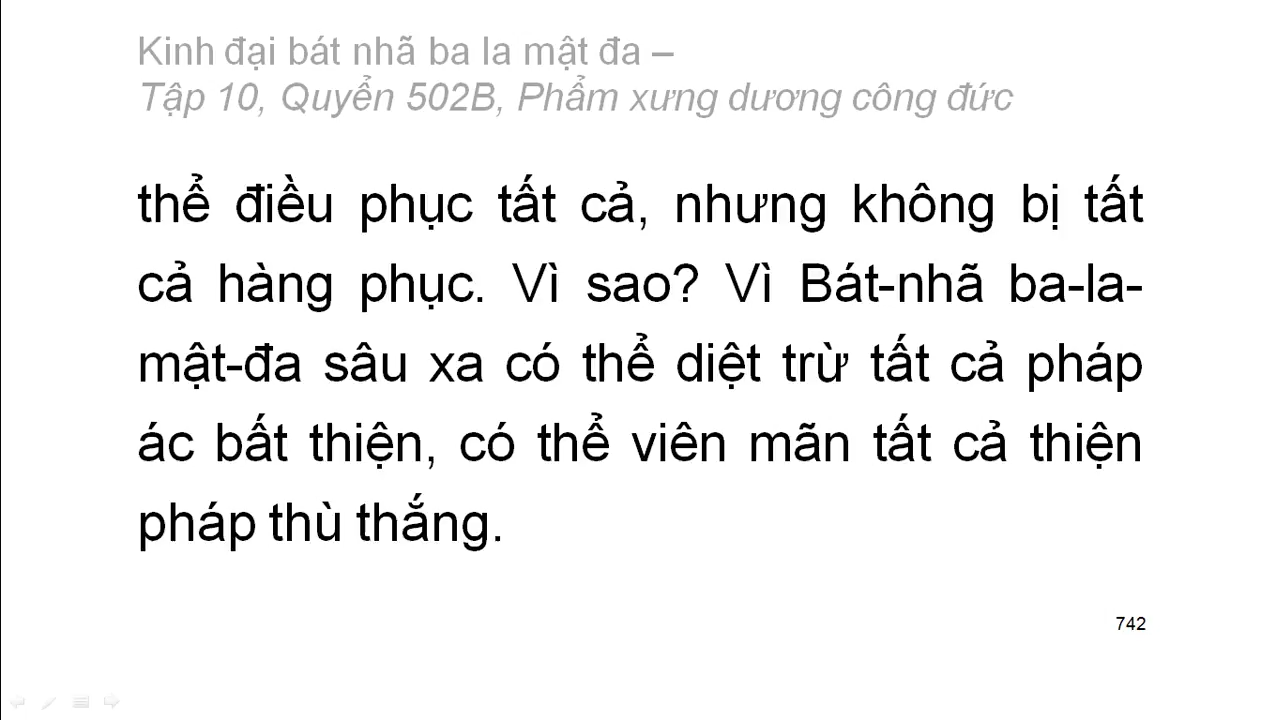 Kinh đại bát nhã ba la mật đa –
Tập 10, Quyển 502B, Phẩm xưng dương công đức
thể điều phục tất cả, nhưng không bị tất
cả hàng phục. Vì sao? Vì Bát-nhã ba-la-
mật-đa sâu xa có thể diệt trừ tất cả pháp
ác bất thiện, có thể viên mãn tất cả thiện
pháp thù thắng.
742